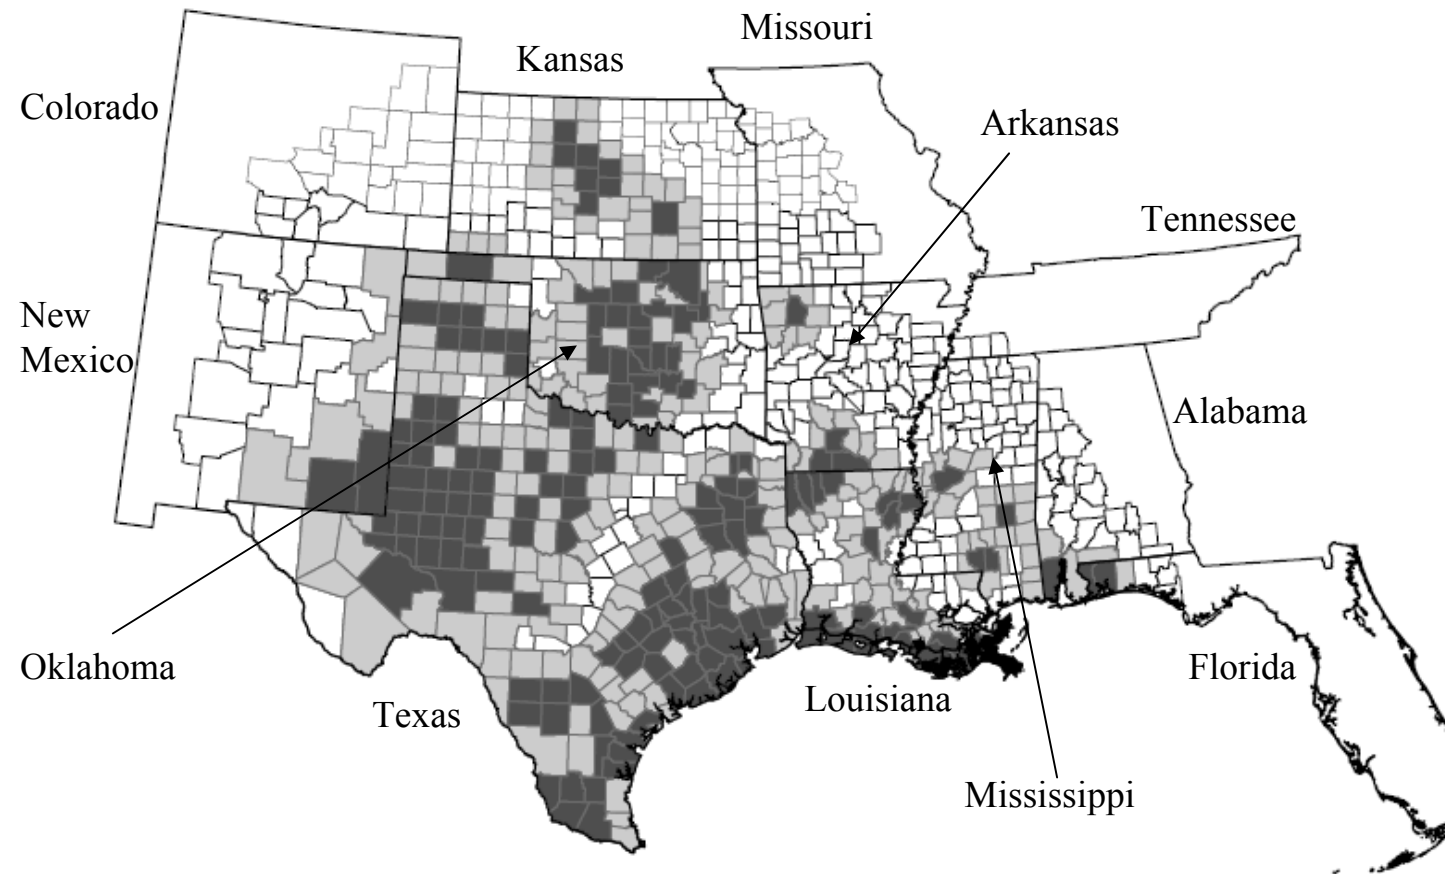 Missouri
Kansas
Colorado
Arkansas
Tennessee
New
Mexico
Alabama
Oklahoma
Florida
Louisiana
Texas
Mississippi